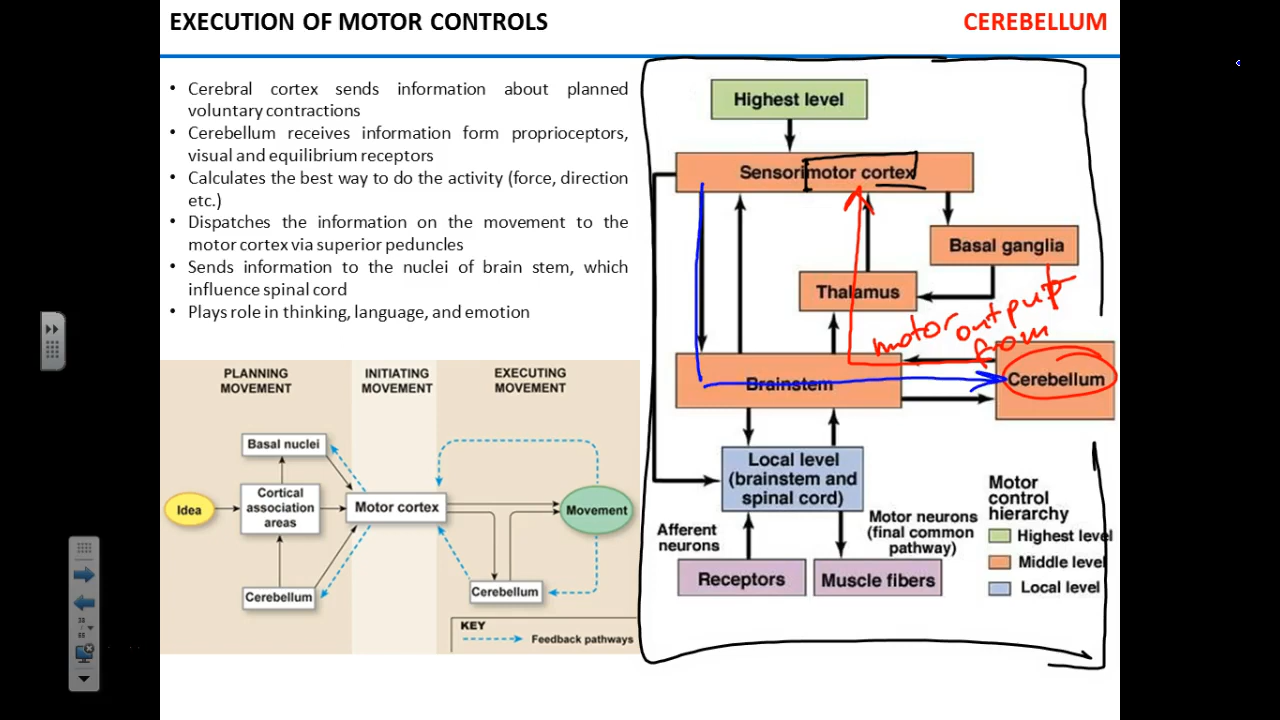 EXECUTION OF MOTOR CONTROLS
CEREBELLUM
• Cerebral cortex sends information about planned
voluntary contractions
• Cerebellum receives information form proprioceptors,
visual and equilibrium receptors
• Calculates the best way to do the activity (force, direction
etc.)
• Dispatches the information on the movement to the
motor cortex via superior peduncles
• Sends information to the nuclei of brain stem, which
influence spinal cord
• Plays role in thinking, language, and emotion
PLANNING
MOVEMENT
INITIATING
MOVEMENT
EXECUTING
MOVEMENT
Basal nuclei
Idea
Cortical
association
areas
Motor cortex
Movement
Cerebellum
Cerebellum
KEY
Feedback pathways
Highest level
Sensorimotor cortex
Basal ganglia
Thalamus
motor output
from
Brainstem
Cerebellum
Local level
(brainstem and
spinal cord)
Afferent
neurons
Motor neurons
(final common
pathway)
Receptors
Muscle fibers
Motor
control
hierarchy
Highest level
Middle level
Local level